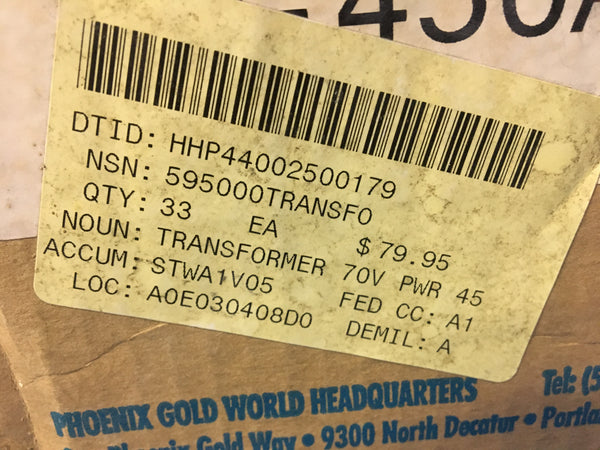 DTID: HHP44002500179
NSN: 595000TRANSFO
QTY: 33 EA $ 79.95
NOUN: TRANSFORMER 70V PWR 45
ACCUM: STWA1V05 FED CC: A1
LOC: A0E030408D0 DEMIL: A
PHOENIX GOLD WORLD HEADQUARTERS Tel: (5
Phoenix Gold Way • 9300 North Decatur • Portla